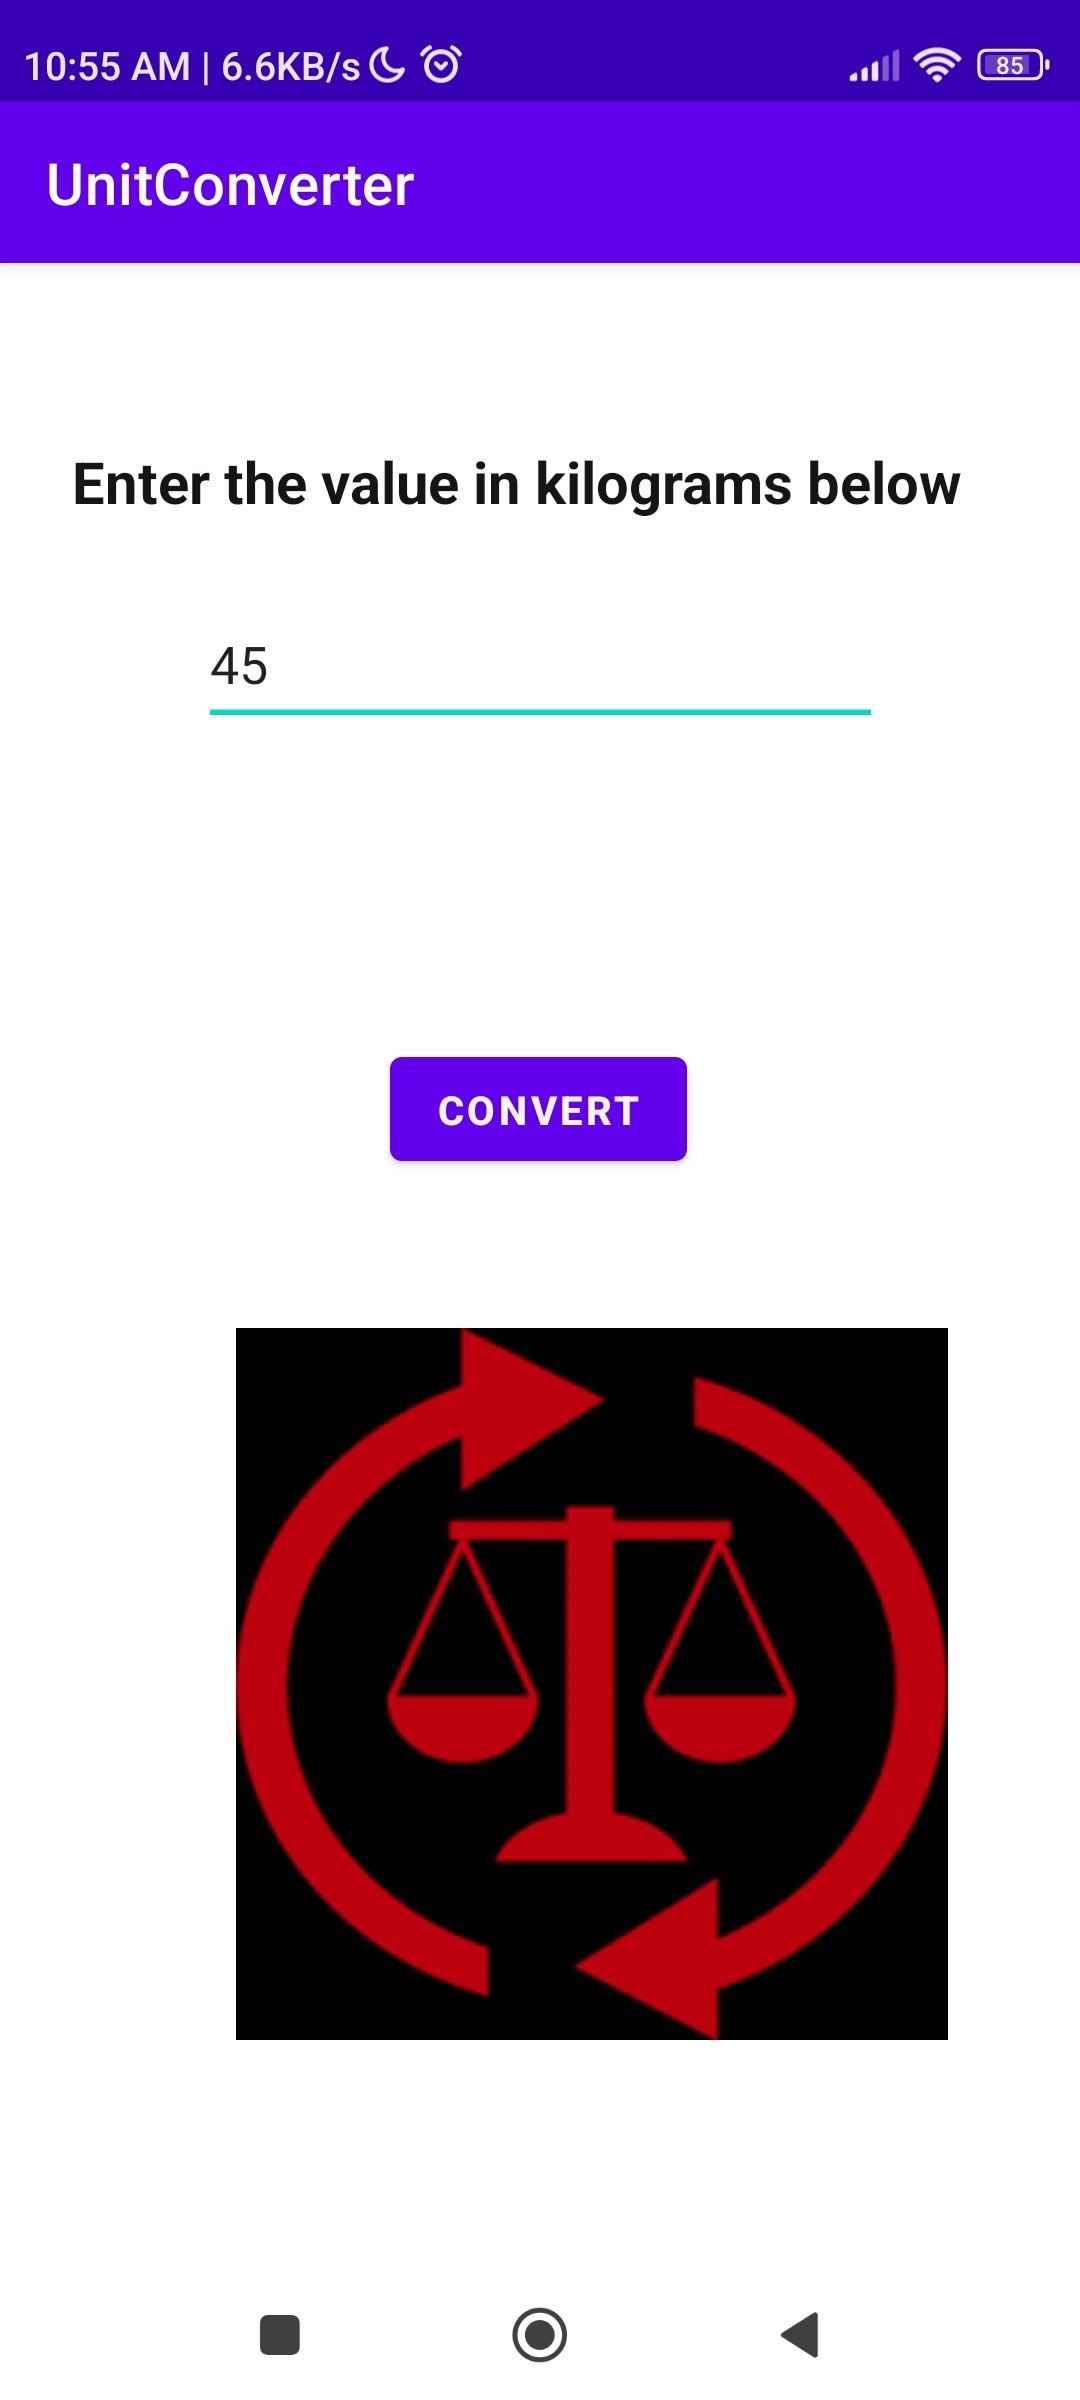 10:55 AM | 6.6KB/s 85
UnitConverter
Enter the value in kilograms below
45
CONVERT